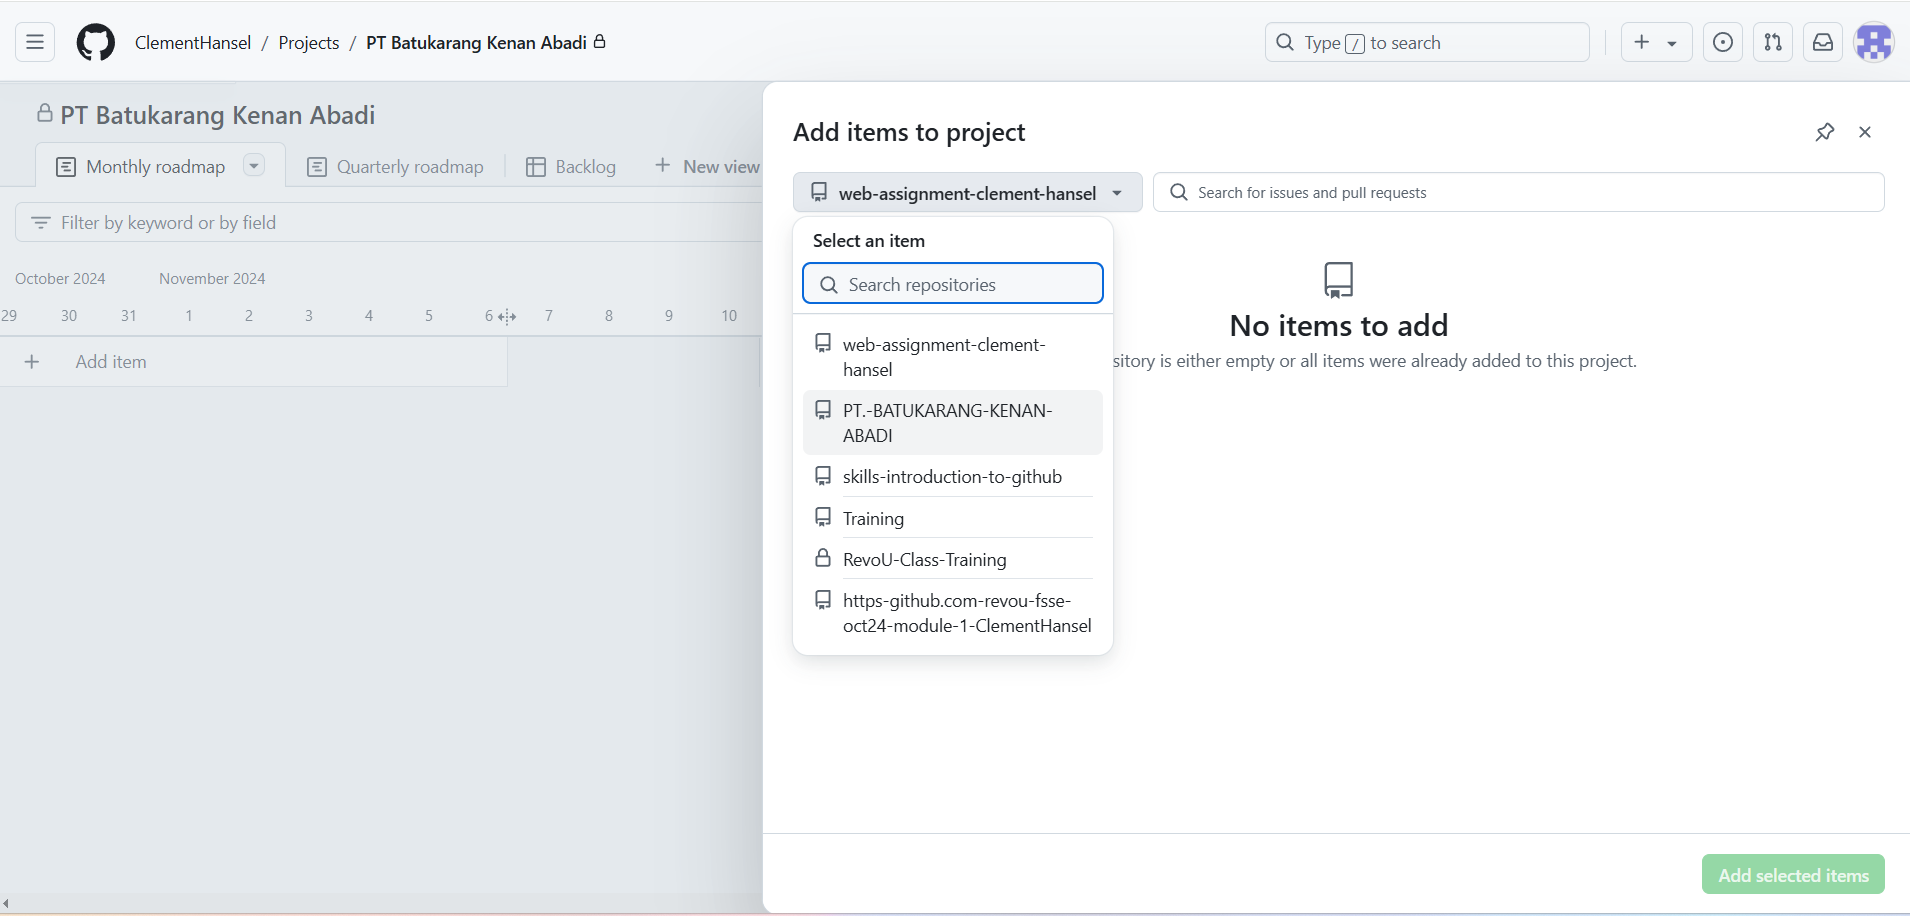 ClementHansel / Projects / PT Batukarang Kenan Abadi
Type / to search
PT Batukarang Kenan Abadi
Monthly roadmap
Quarterly roadmap
Backlog
New view
Filter by keyword or by field
October 2024
November 2024
29 30 31 1 2 3 4 5 6 7 8 9 10
Add item
Add items to project
web-assignment-clement-hansel
Search for issues and pull requests
Select an item
Search repositories
web-assignment-clement-
hansel
PT.-BATUKARANG-KENAN-
ABADI
skills-introduction-to-github
Training
RevoU-Class-Training
https-github.com-revou-fsse-
oct24-module-1-ClementHansel
No items to add
sitory is either empty or all items were already added to this project.
Add selected items